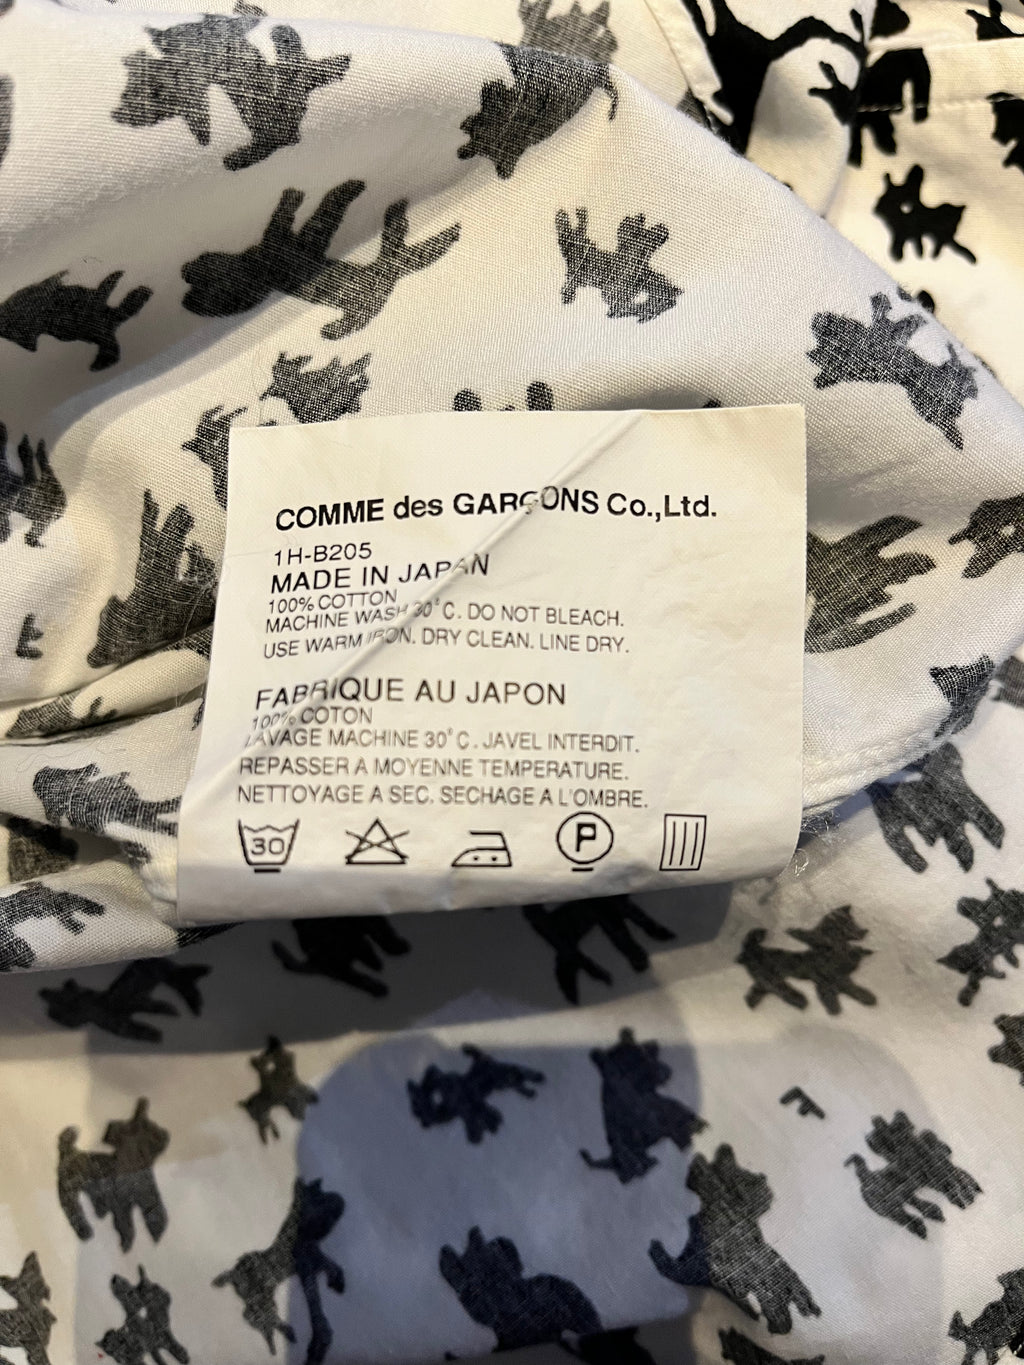 COMME des GARÇONS Co.,Ltd.
1H-B205
MADE IN JAPAN
100% COTTON
MACHINE WASH 30°C. DO NOT BLEACH.
USE WARM IRON. DRY CLEAN. LINE DRY.
FABRIQUE AU JAPON
100% COTON
LAVAGE MACHINE 30°C. JAVEL INTERDIT.
REPASSER A MOYENNE TEMPERATURE.
NETTOYAGE A SEC. SECHAGE A L'OMBRE.
30 P